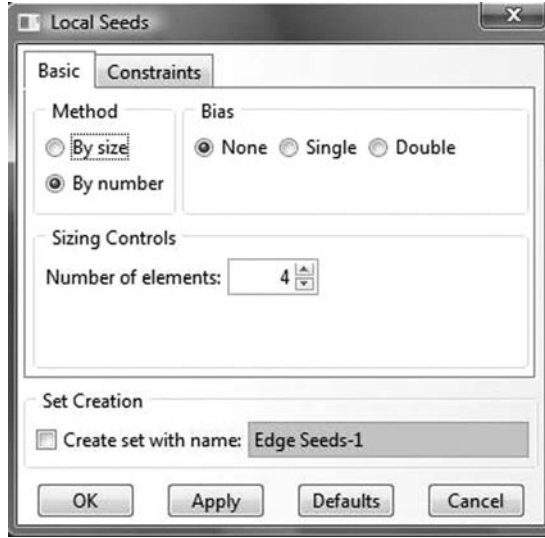 Local Seeds
Basic Constraints
Method
By size
By number
Bias
None Single Double
Sizing Controls
Number of elements: 4
Set Creation
Create set with name: Edge Seeds-1
OK Apply Defaults Cancel